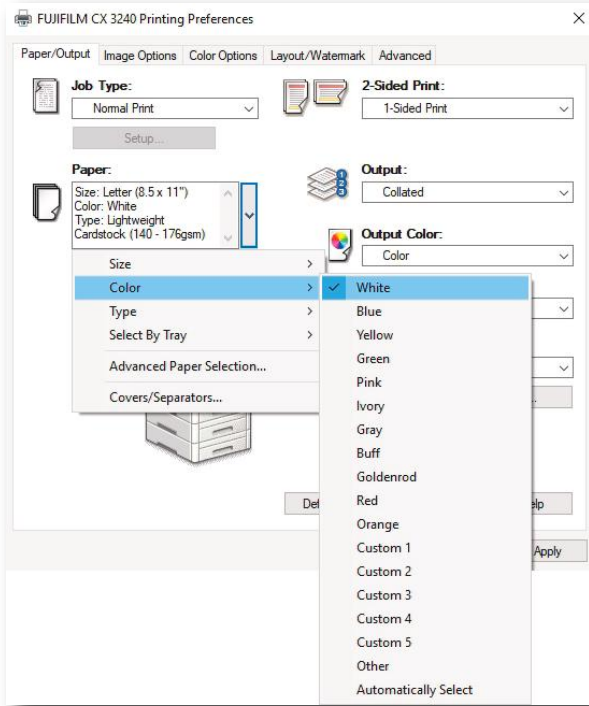 FUJIFILM CX 3240 Printing Preferences
Paper/Output Image Options Color Options Layout/Watermark Advanced
Job Type:
Normal Print
Setup...
2-Sided Print:
1-Sided Print
Paper:
Size: Letter (8.5 x 11")
Color: White
Type: Lightweight
Cardstock (140 - 176gsm)
Output:
Collated
1
2
3
Output Color:
Color
Size
Color
Type
Select By Tray
Advanced Paper Selection...
Covers/Separators...
White
Blue
Yellow
Green
Pink
Ivory
Gray
Buff
Goldenrod
Red
Orange
Custom 1
Custom 2
Custom 3
Custom 4
Custom 5
Other
Automatically Select
Apply